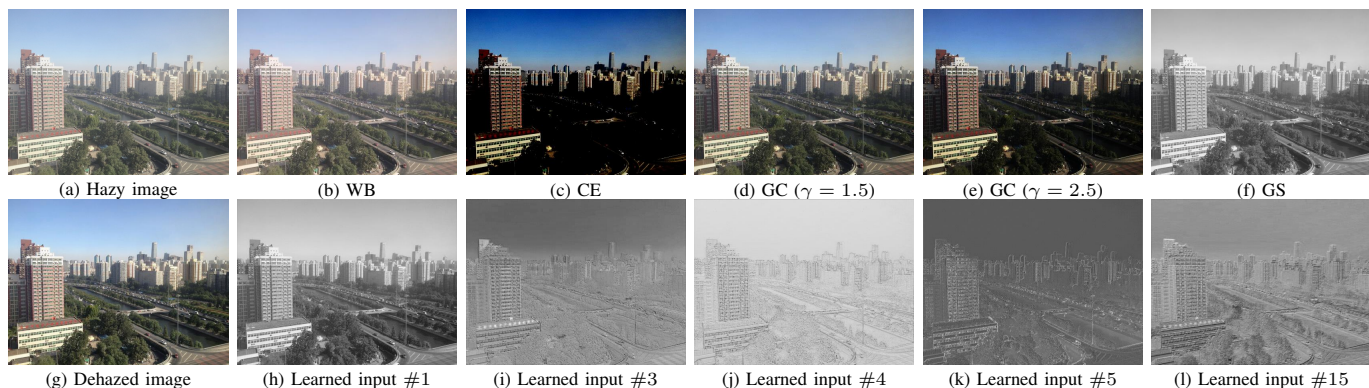 (a) Hazy image (b) WB (c) CE (d) GC (γ = 1.5) (e) GC (γ = 2.5) (f) GS
(g) Dehazed image (h) Learned input #1 (i) Learned input #3 (j) Learned input #4 (k) Learned input #5 (l) Learned input #15